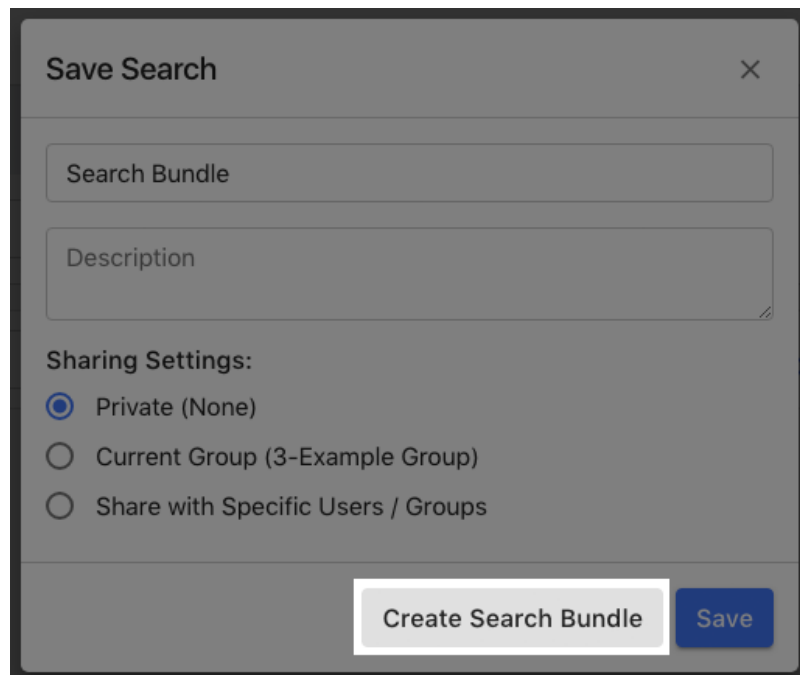 Save Search
Search Bundle
Description
Sharing Settings:
Private (None)
Current Group (3-Example Group)
Share with Specific Users / Groups
Create Search Bundle Save